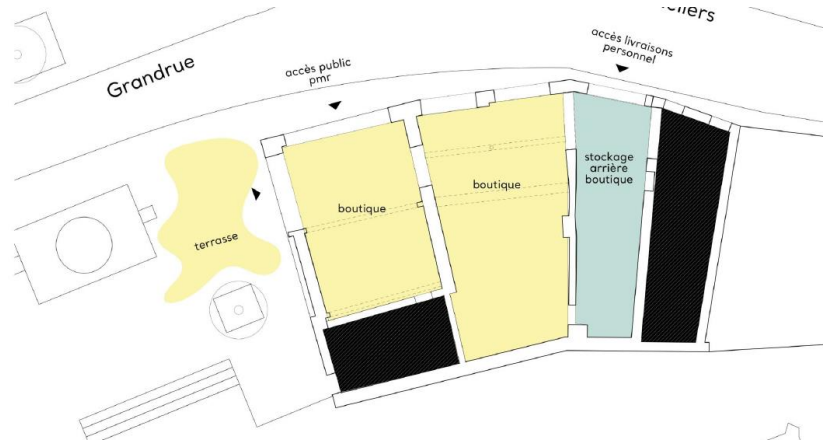 Grandrue
accès public
pmr
accès livraisons
personnel
terrasse
boutique
boutique
stockage
arrière
boutique